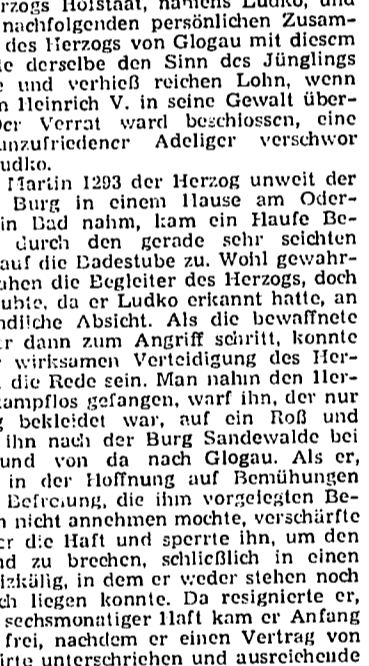 rzogs Hofstaat, namens Ludko, und
nachfolgenden persönlichen Zusam-
des Herzogs von Glogau mit diesem
derselbe den Sinn des Jünglings
und verhieß reichen Lohn, wenn
Heinrich V. in seine Gewalt über-
Der Verrat ward beschlossen, eine
unzufriedener Adeliger verschwor
udko.
Martin 1293 der Herzog unweit der
Burg in einem Hause am Oder-
in Bad nahm, kam ein Haufe Be-
durch den gerade sehr seichten
auf die Badestube zu. Wohl gewahr-
ahen die Begleiter des Herzogs, doch
ubte, da er Ludko erkannt hatte, an
ndliche Absicht. Als die bewaffnete
r dann zum Angriff schritt, konnte
wirksamen Verteidigung des Her-
die Rede sein. Man nahm den Her-
kampflos gefangen, warf ihn, der nur
g bekleidet war, auf ein Roß und
ihn nach der Burg Sandewalde bei
und von da nach Glogau. Als er,
in der Hoffnung auf Bemühungen
Befreiung, die ihm vorgelegten Be-
n nicht annehmen mochte, verschärfte
er die Haft und sperrte ihn, um den
nd zu brechen, schließlich in einen
izkäfig, in dem er weder stehen noch
ch liegen konnte. Da resignierte er,
sechsmonatiger Haft kam er Anfang
frei, nachdem er einen Vertrag von
irte unterschrieben und ausreichende